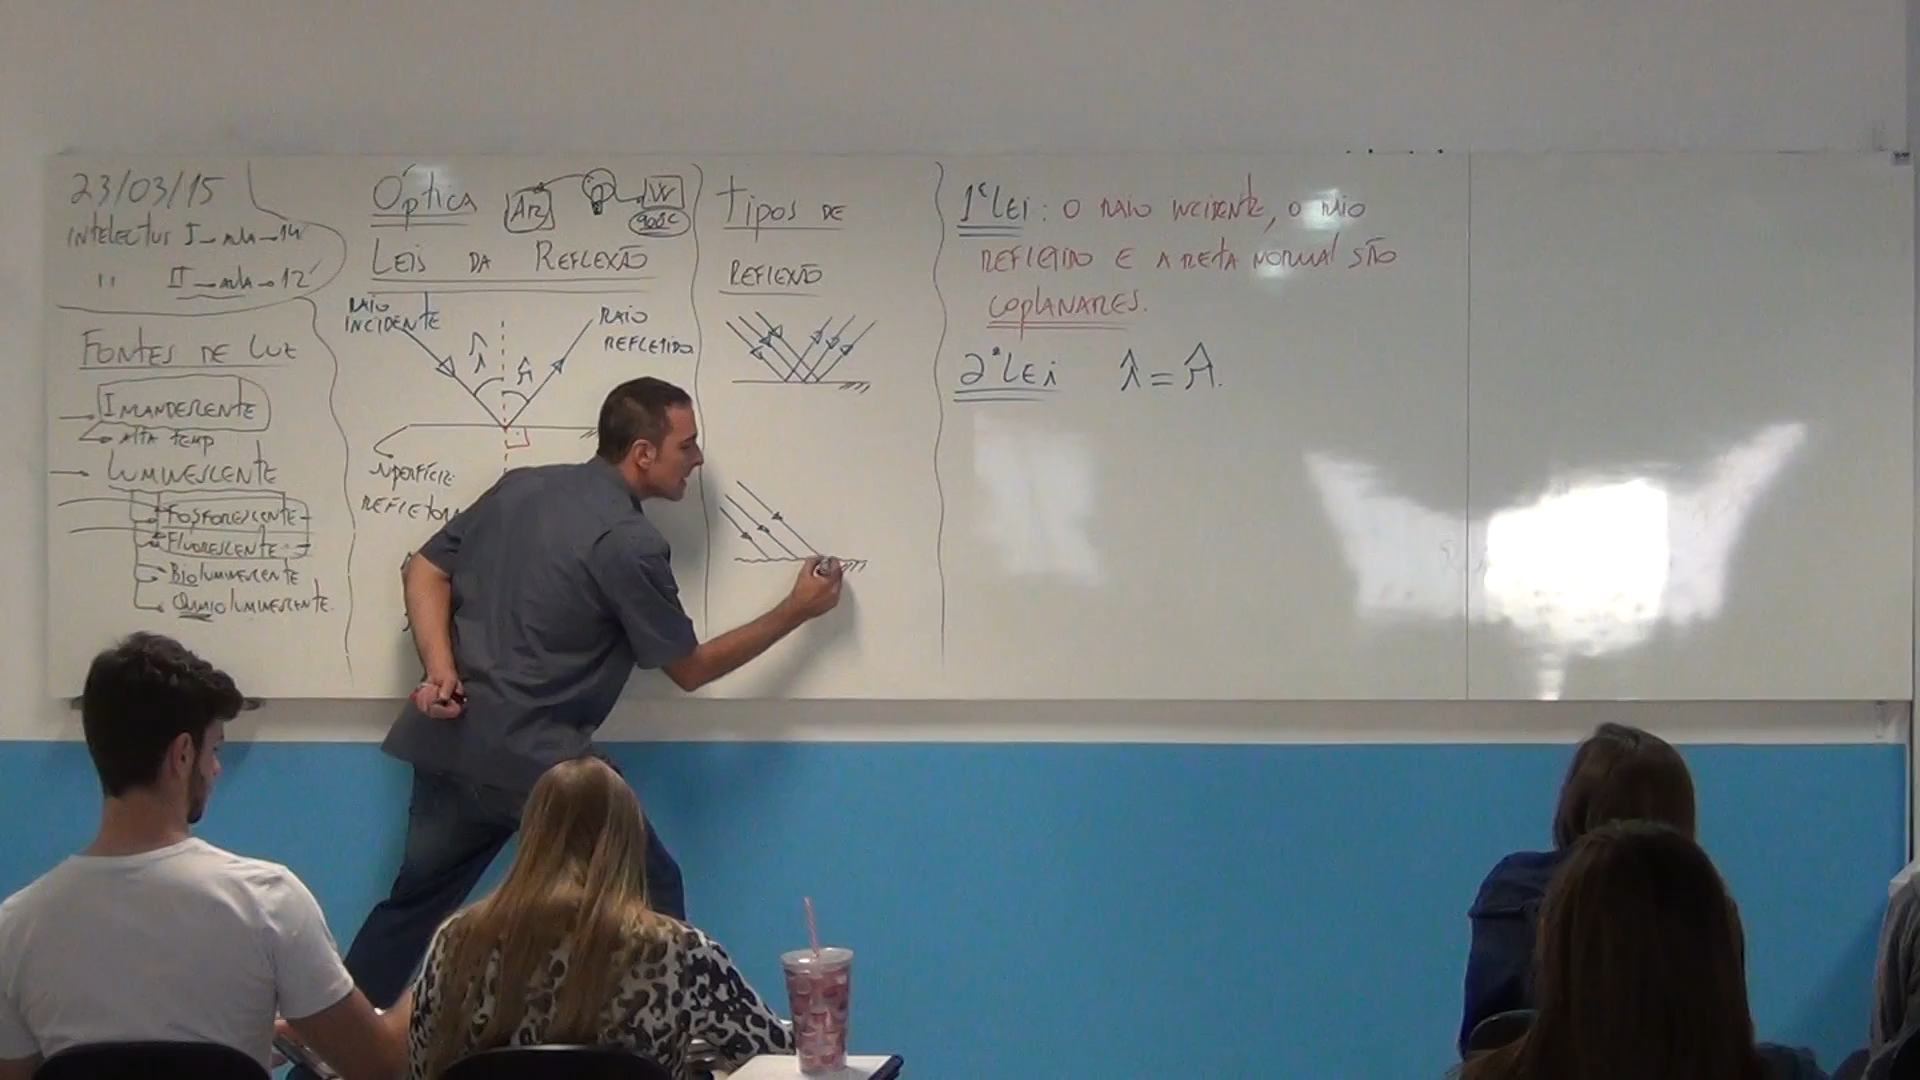 23/03/15
INTELECTUS I - AULA - 14
" II - AULA - 12
FONTES DE LUZ
INCANDESCENTE
ALTA TEMP
LUMINESCENTE
FOSFORESCENTE
FLUORESCENTE
BIOLUMINESCENTE
QUIMIOLUMINESCENTE.
Óptica
AR
W
900°C
LEIS DA REFLEXÃO
RAIO
INCIDENTE
RAIO
REFLETIDO
î
r̂
SUPERFÍCIE
REFLETORA
TIPOS DE
REFLEXÃO
1ª LEI: O RAIO INCIDENTE, O RAIO
REFLETIDO E A RETA NORMAL SÃO
COPLANARES.
2ª LEI î = r̂.